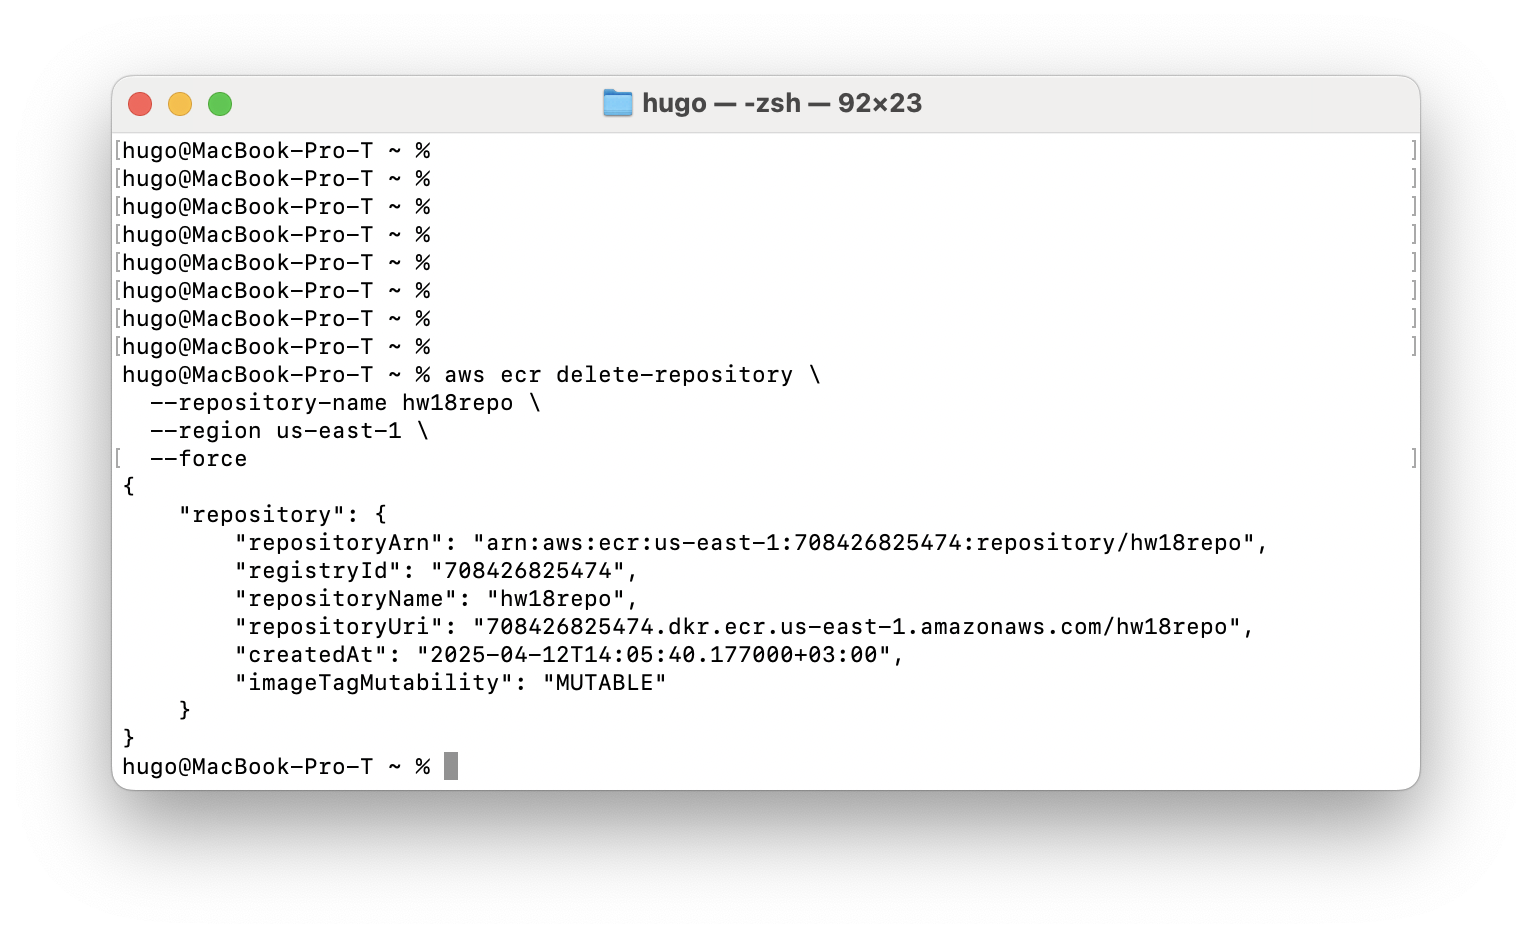 hugo — -zsh — 92×23
[hugo@MacBook-Pro-T ~ % ]
[hugo@MacBook-Pro-T ~ % ]
[hugo@MacBook-Pro-T ~ % ]
[hugo@MacBook-Pro-T ~ % ]
[hugo@MacBook-Pro-T ~ % ]
[hugo@MacBook-Pro-T ~ % ]
[hugo@MacBook-Pro-T ~ % ]
[hugo@MacBook-Pro-T ~ % ]
hugo@MacBook-Pro-T ~ % aws ecr delete-repository \
  --repository-name hw18repo \
  --region us-east-1 \
[  --force ]
{
    "repository": {
        "repositoryArn": "arn:aws:ecr:us-east-1:708426825474:repository/hw18repo",
        "registryId": "708426825474",
        "repositoryName": "hw18repo",
        "repositoryUri": "708426825474.dkr.ecr.us-east-1.amazonaws.com/hw18repo",
        "createdAt": "2025-04-12T14:05:40.177000+03:00",
        "imageTagMutability": "MUTABLE"
    }
}
hugo@MacBook-Pro-T ~ %